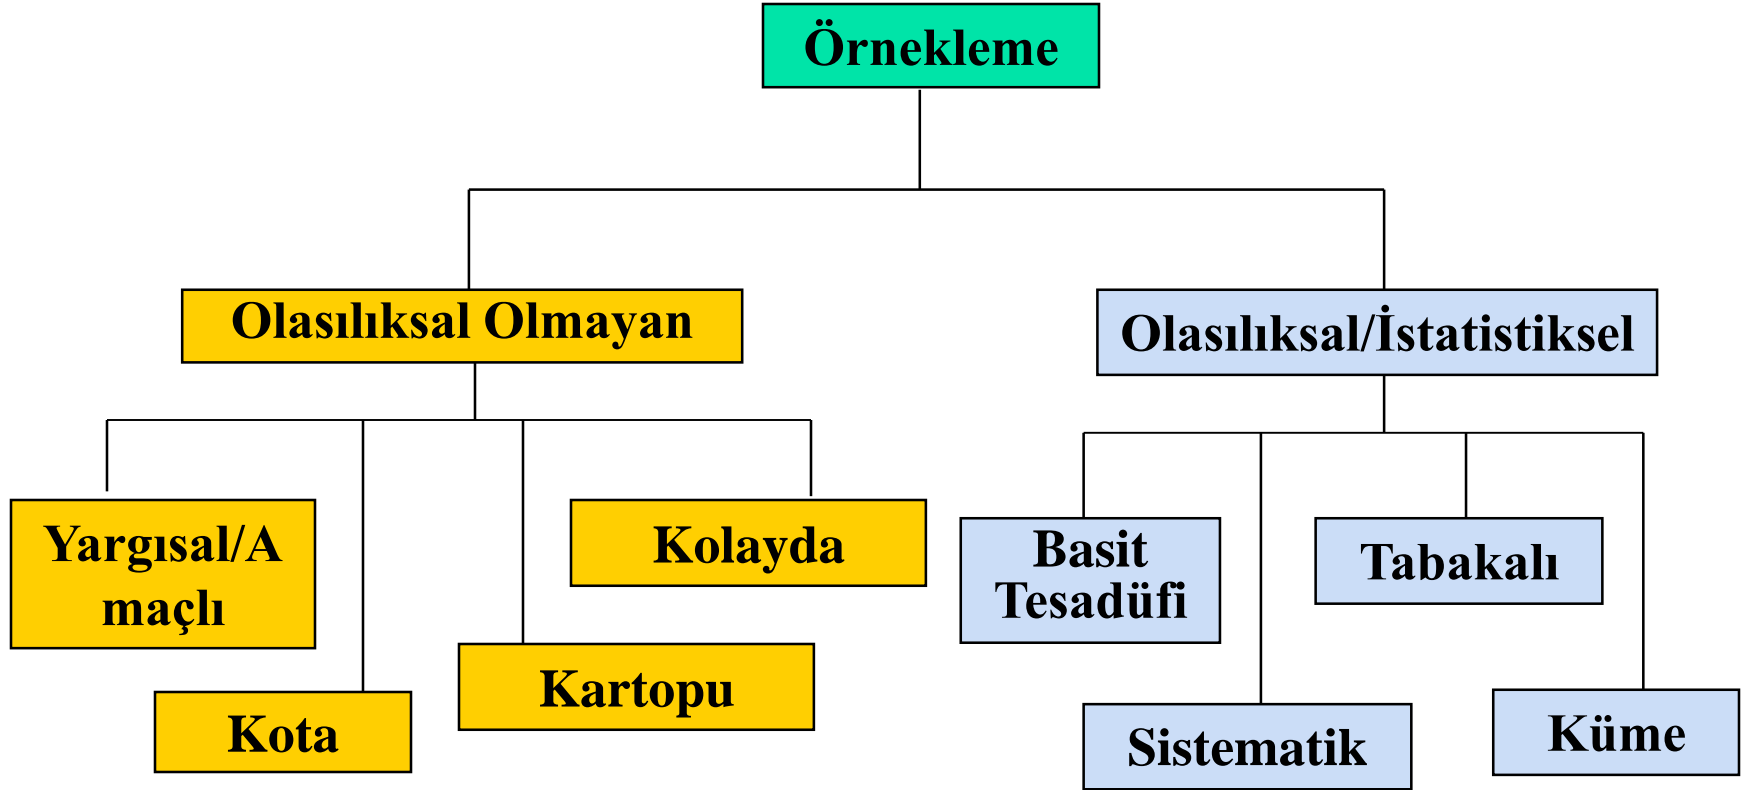 Örnekleme
Olasılıksal Olmayan
Olasılıksal/İstatistiksel
Yargısal/A
maçlı
Kolayda
Kota
Kartopu
Basit
Tesadüfi
Tabakalı
Sistematik
Küme